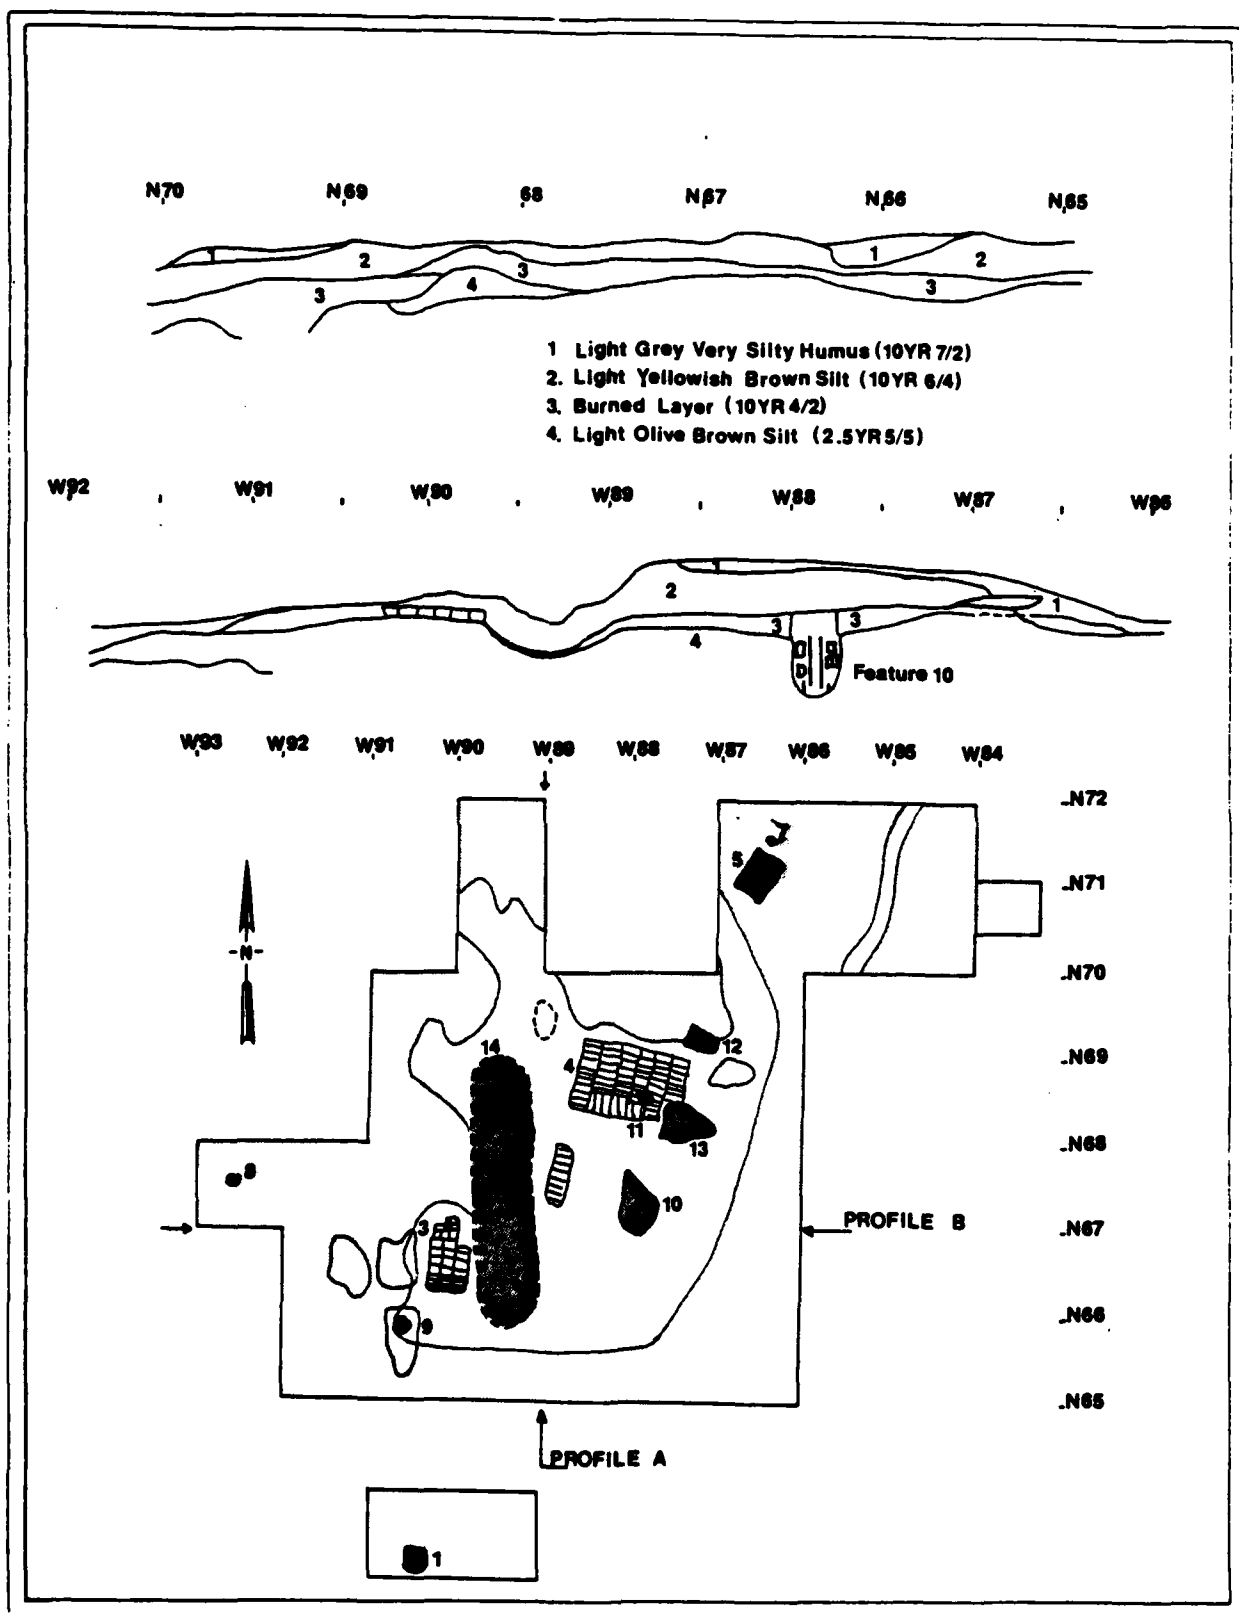 N70 N69 68 N67 N66 N65
1 2 3 4 3 1 2 3
1 Light Grey Very Silty Humus (10YR 7/2)
2. Light Yellowish Brown Silt (10YR 6/4)
3. Burned Layer (10YR 4/2)
4. Light Olive Brown Silt (2.5YR 5/5)
W92 W91 W90 W89 W88 W87 W86
2 1 1
3 3
4
Feature 10
W93 W92 W91 W90 W89 W88 W87 W86 W85 W84
N72
5
N71
-N-
N70
14 12
4
N69
11
13
N68
8
10
3
PROFILE B
N67
9
N66
N65
PROFILE A
1